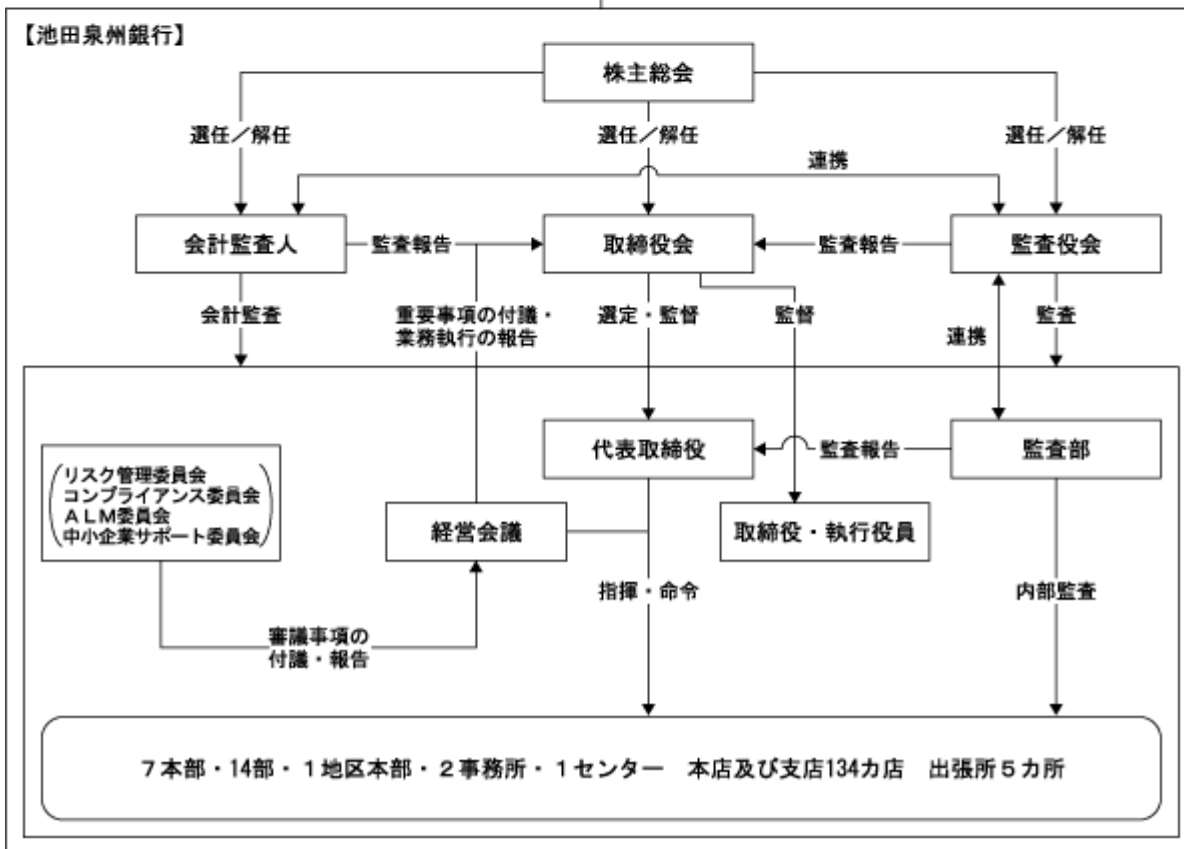 【池田泉州銀行】
株主総会
選任／解任
選任／解任
選任／解任
連携
会計監査人
監査報告
取締役会
監査報告
監査役会
会計監査
重要事項の付議・
業務執行の報告
選定・監督
監督
連携
監査
代表取締役
監査報告
監査部
リスク管理委員会
コンプライアンス委員会
ＡＬＭ委員会
中小企業サポート委員会
経営会議
取締役・執行役員
指揮・命令
内部監査
審議事項の
付議・報告
７本部・14部・１地区本部・２事務所・１センター　本店及び支店134カ店　出張所５カ所